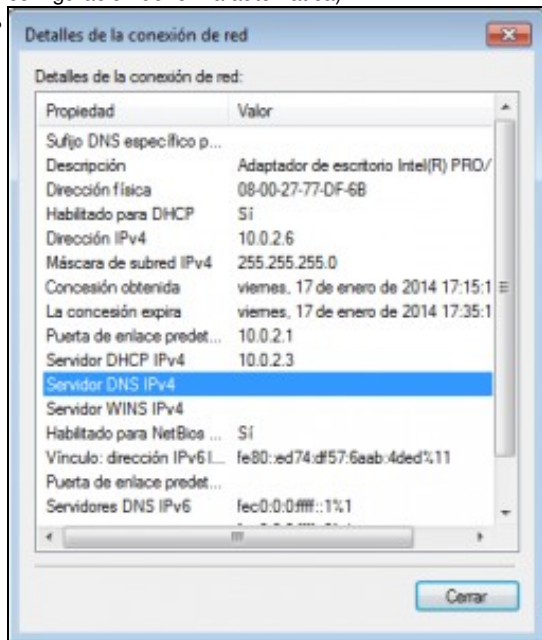 Detalles de la conexión de red
Detalles de la conexión de red:
Propiedad Valor
Sufijo DNS específico p...
Descripción Adaptador de escritorio Intel(R) PRO/
Dirección física 08-00-27-77-DF-6B
Habilitado para DHCP Sí
Dirección IPv4 10.0.2.6
Máscara de subred IPv4 255.255.255.0
Concesión obtenida viernes, 17 de enero de 2014 17:15:1
La concesión expira viernes, 17 de enero de 2014 17:35:1
Puerta de enlace predet... 10.0.2.1
Servidor DHCP IPv4 10.0.2.3
Servidor DNS IPv4
Servidor WINS IPv4
Habilitado para NetBios ... Sí
Vínculo: dirección IPv6 l... fe80::ed74:df57:6aab:4ded%11
Puerta de enlace predet...
Servidores DNS IPv6 fec0:0:0:ffff::1%1
Cerrar